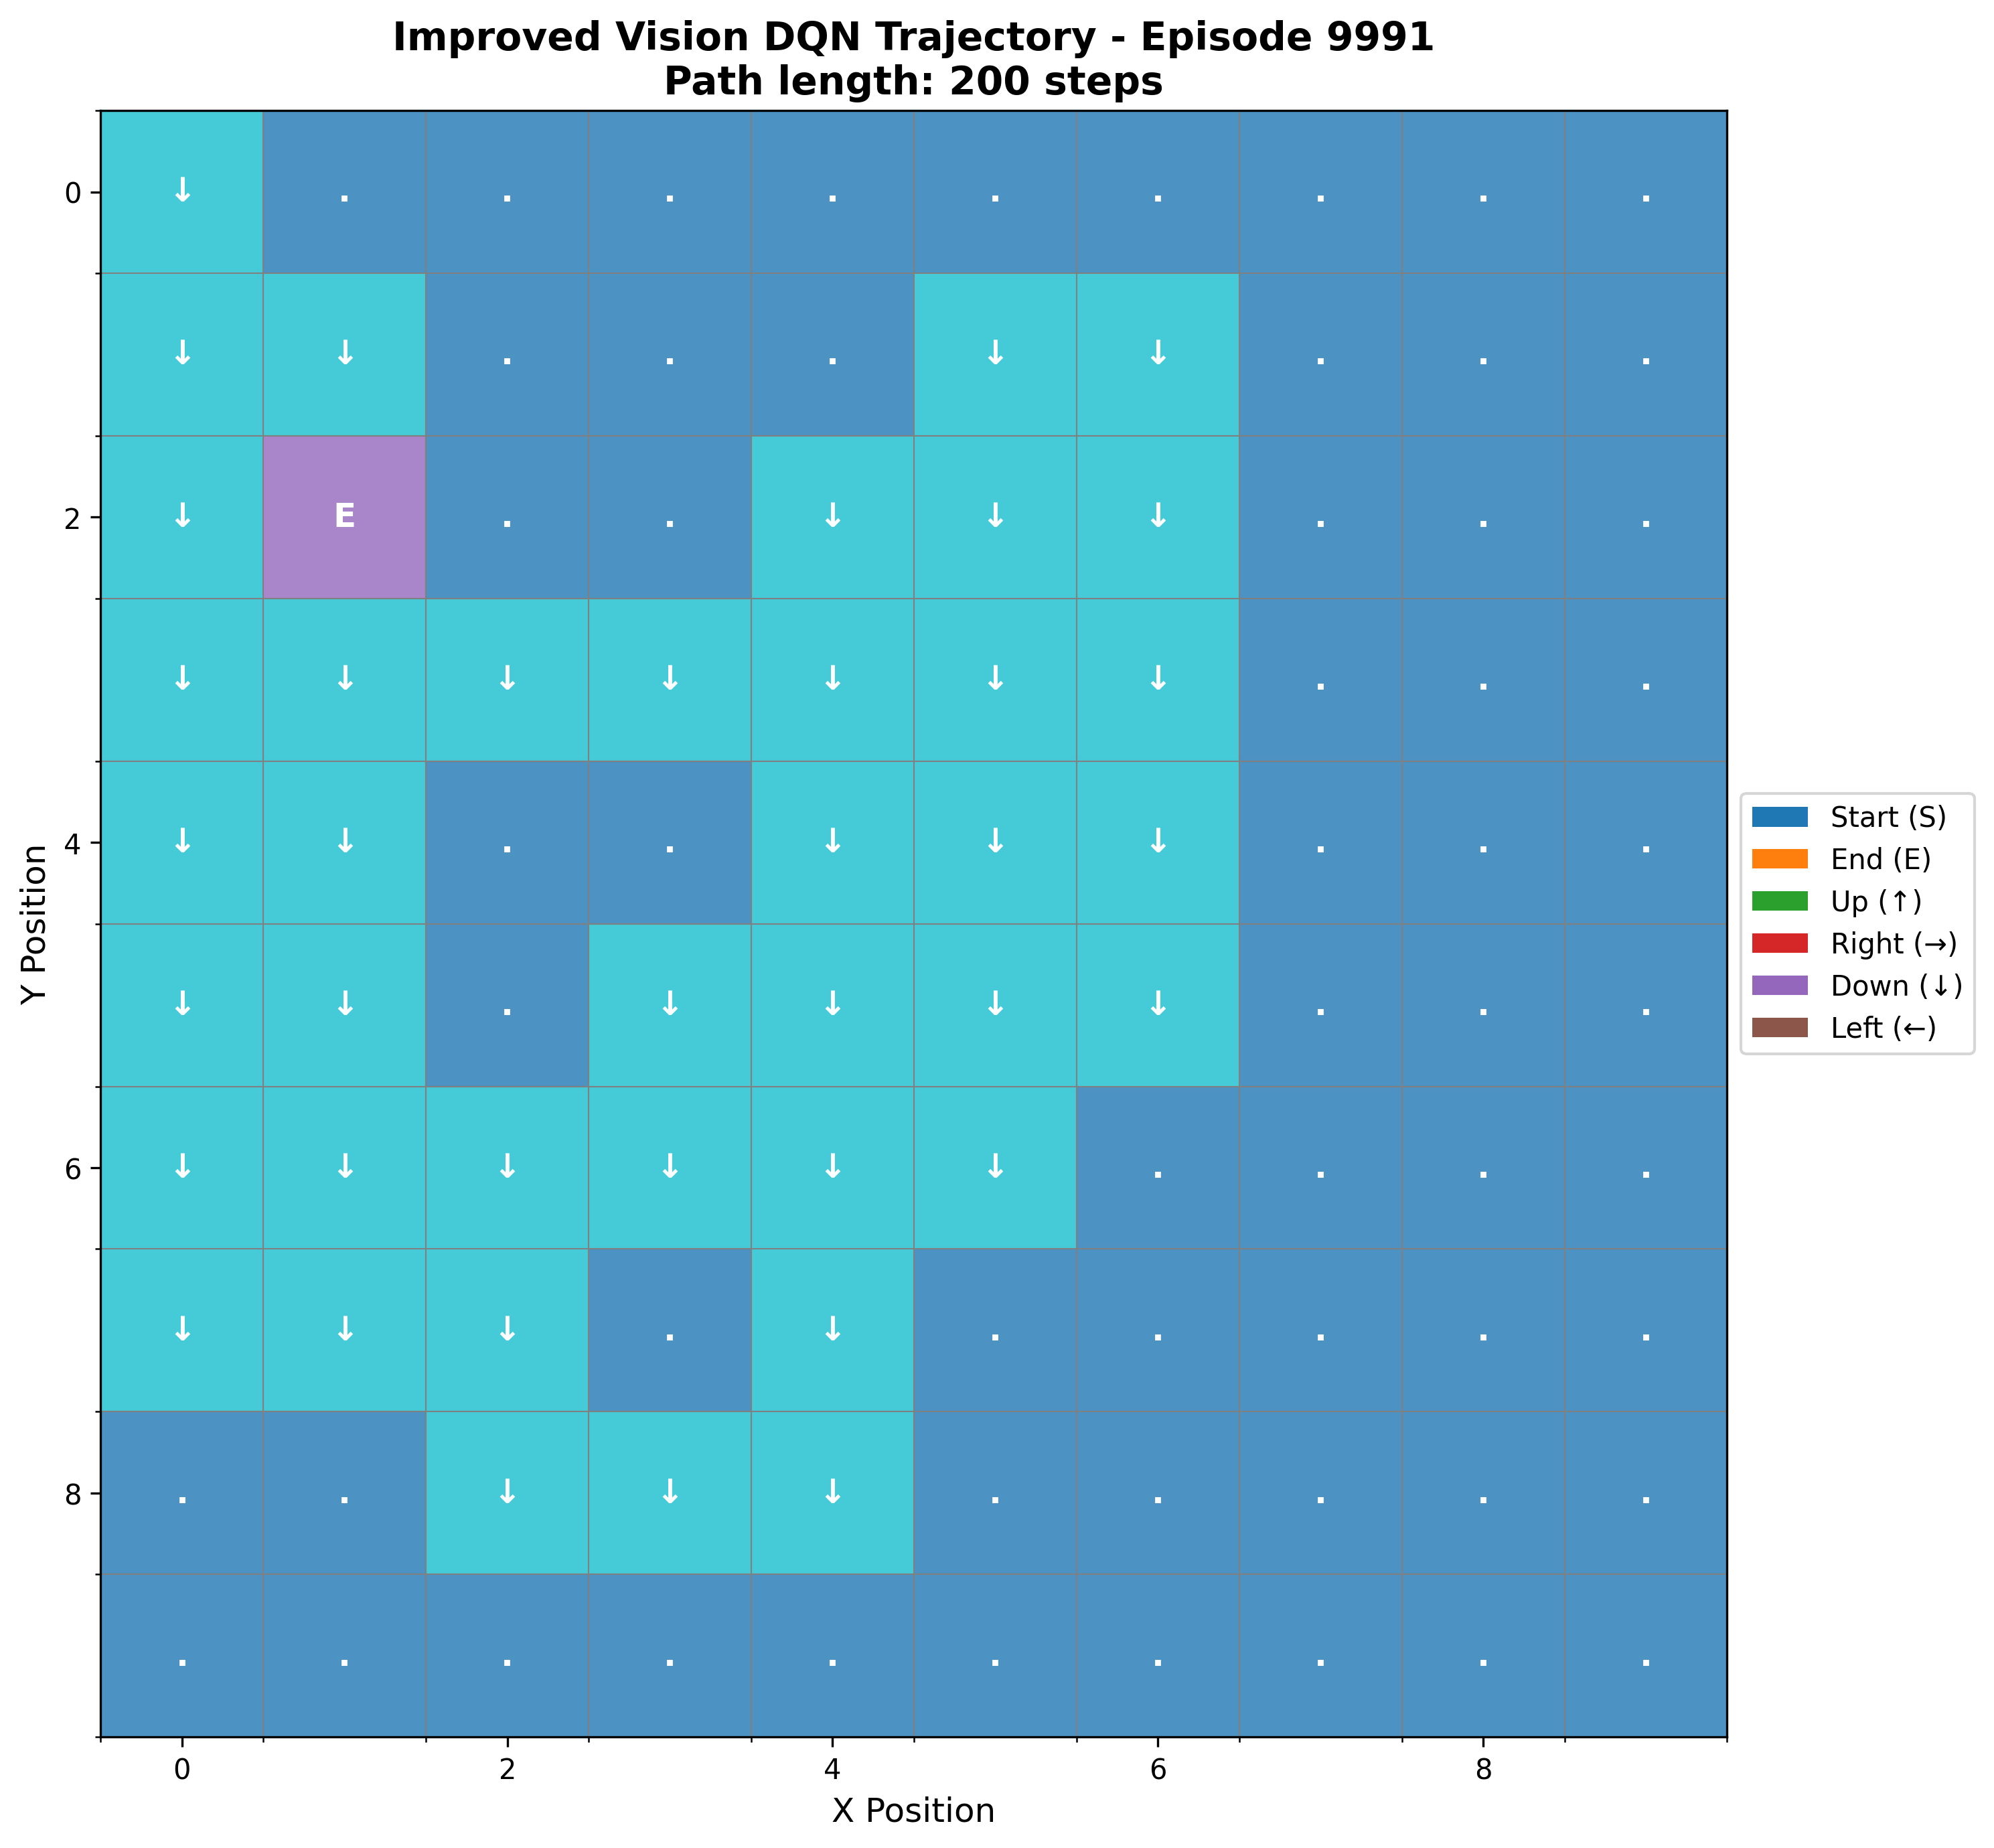 Improved Vision DQN Trajectory - Episode 9991
Path length: 200 steps
0 ↓ . . . . . . . . .
↓ ↓ . . . ↓ ↓ . . .
2 ↓ E . . ↓ ↓ ↓ . . .
↓ ↓ ↓ ↓ ↓ ↓ ↓ . . .
4 ↓ ↓ . . ↓ ↓ ↓ . . .
↓ ↓ . ↓ ↓ ↓ ↓ . . .
6 ↓ ↓ ↓ ↓ ↓ ↓ . . . .
↓ ↓ ↓ . ↓ . . . . .
8 . . ↓ ↓ ↓ . . . . .
. . . . . . . . . .
0 2 4 6 8
X Position
Y Position
Start (S)
End (E)
Up (↑)
Right (→)
Down (↓)
Left (←)